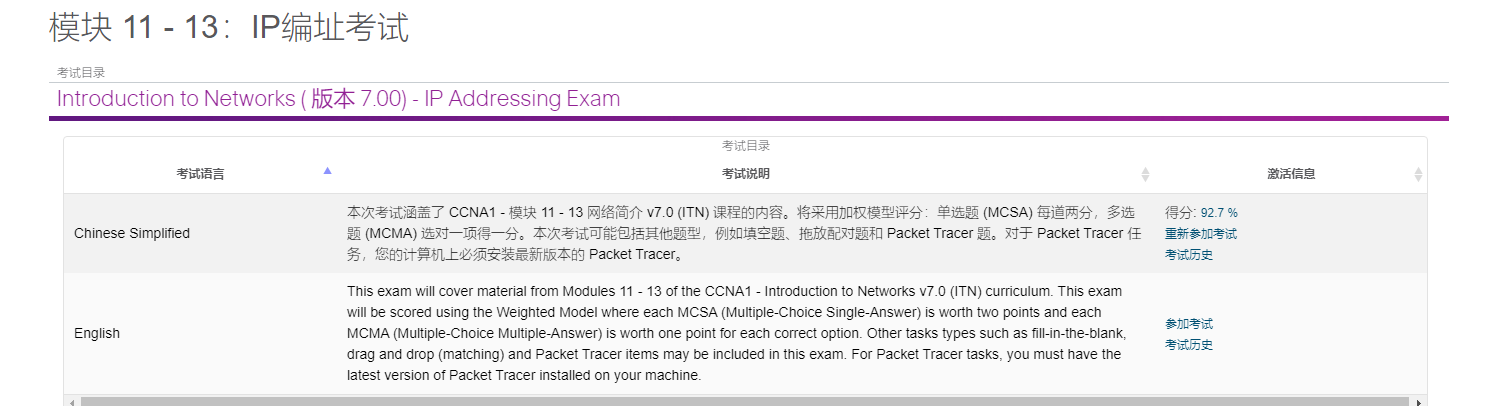 模块 11 - 13：IP编址考试
考试目录
Introduction to Networks ( 版本 7.00) - IP Addressing Exam
考试目录
考试语言 考试说明 激活信息
Chinese Simplified
本次考试涵盖了 CCNA1 - 模块 11 - 13 网络简介 v7.0 (ITN) 课程的内容。将采用加权模型评分：单选题 (MCSA) 每道两分，多选
题 (MCMA) 选对一项得一分。本次考试可能包括其他题型，例如填空题、拖放配对题和 Packet Tracer 题。对于 Packet Tracer 任
务，您的计算机上必须安装最新版本的 Packet Tracer。
得分: 92.7 %
重新参加考试
考试历史
English
This exam will cover material from Modules 11 - 13 of the CCNA1 - Introduction to Networks v7.0 (ITN) curriculum. This exam
will be scored using the Weighted Model where each MCSA (Multiple-Choice Single-Answer) is worth two points and each
MCMA (Multiple-Choice Multiple-Answer) is worth one point for each correct option. Other tasks types such as fill-in-the-blank,
drag and drop (matching) and Packet Tracer items may be included in this exam. For Packet Tracer tasks, you must have the
latest version of Packet Tracer installed on your machine.
参加考试
考试历史